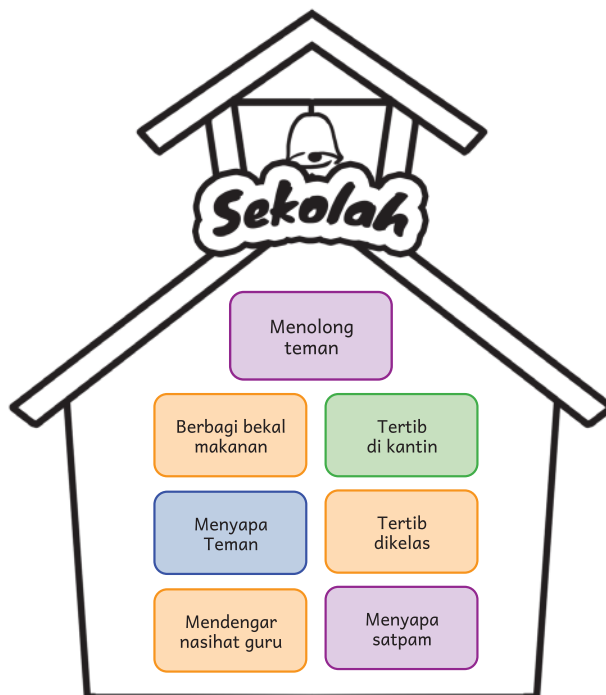 Sekolah
Menolong
teman
Berbagi bekal
makanan
Tertib
di kantin
Menyapa
Teman
Tertib
dikelas
Mendengar
nasihat guru
Menyapa
satpam